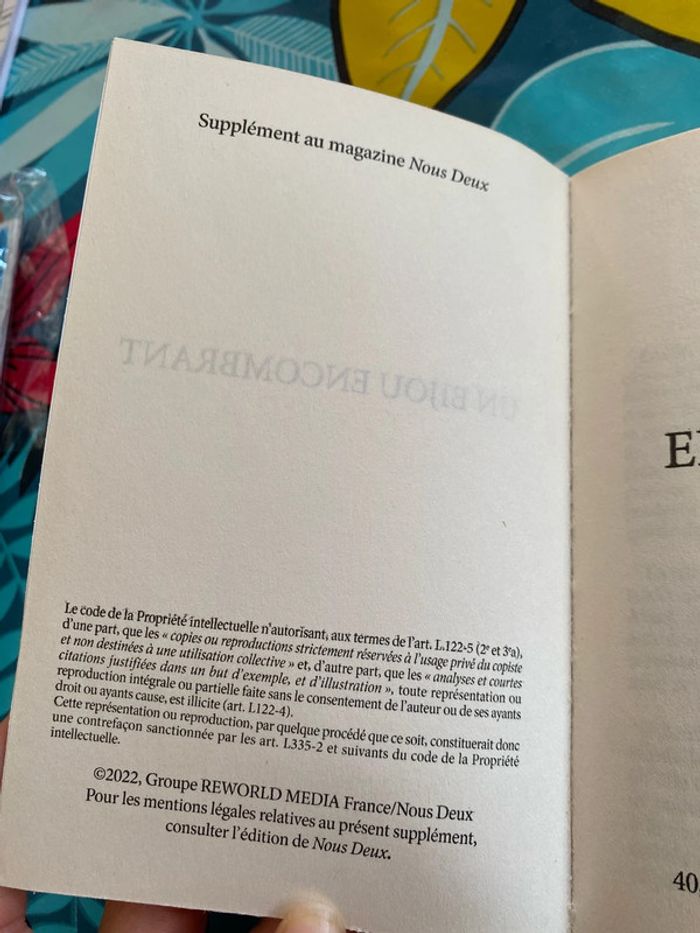 Supplément au magazine Nous Deux
UN BIJOU ENCOMBRANT
Le code de la Propriété intellectuelle n'autorisant, aux termes de l'art. L.122-5 (2e et 3e a),
d'une part, que les « copies ou reproductions strictement réservées à l'usage privé du copiste
et non destinées à une utilisation collective » et, d'autre part, que les « analyses et courtes
citations justifiées dans un but d'exemple, et d'illustration », toute représentation ou
reproduction intégrale ou partielle faite sans le consentement de l'auteur ou de ses ayants
droit ou ayants cause, est illicite (art. L122-4).
Cette représentation ou reproduction, par quelque procédé que ce soit, constituerait donc
une contrefaçon sanctionnée par les art. L335-2 et suivants du code de la Propriété
intellectuelle.
©2022, Groupe REWORLD MEDIA France/Nous Deux
Pour les mentions légales relatives au présent supplément,
consulter l'édition de Nous Deux.
40